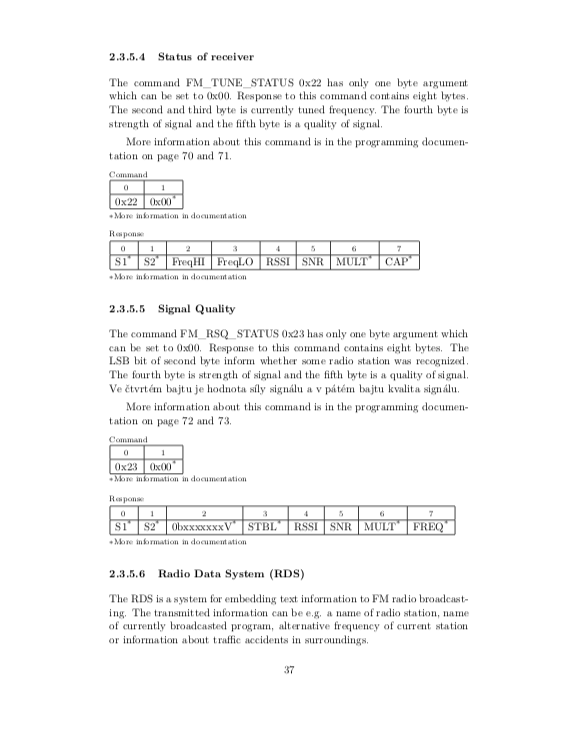 2.3.5.4 Status of receiver
The command FM_TUNE_STATUS 0x22 has only one byte argument
which can be set to 0x00. Response to this command contains eight bytes.
The second and third byte is currently tuned frequency. The fourth byte is
strength of signal and the fifth byte is a quality of signal.
More information about this command is in the programming documen-
tation on page 70 and 71.
Command
0 1
0x22 0x00*
*More information in documentation
Response
0 1 2 3 4 5 6 7
S1* S2* FreqHI FreqLO RSSI SNR MULT* CAP*
*More information in documentation
2.3.5.5 Signal Quality
The command FM_RSQ_STATUS 0x23 has only one byte argument which
can be set to 0x00. Response to this command contains eight bytes. The
LSB bit of second byte inform whether some radio station was recognized.
The fourth byte is strength of signal and the fifth byte is a quality of signal.
Ve čtvrtém bajtu je hodnota síly signálu a v pátém bajtu kvalita signálu.
More information about this command is in the programming documen-
tation on page 72 and 73.
Command
0 1
0x23 0x00*
*More information in documentation
Response
0 1 2 3 4 5 6 7
S1* S2* 0bxxxxxxxV* STBL* RSSI SNR MULT* FREQ*
*More information in documentation
2.3.5.6 Radio Data System (RDS)
The RDS is a system for embedding text information to FM radio broadcast-
ing. The transmitted information can be e.g. a name of radio station, name
of currently broadcasted program, alternative frequency of current station
or information about traffic accidents in surroundings.
37